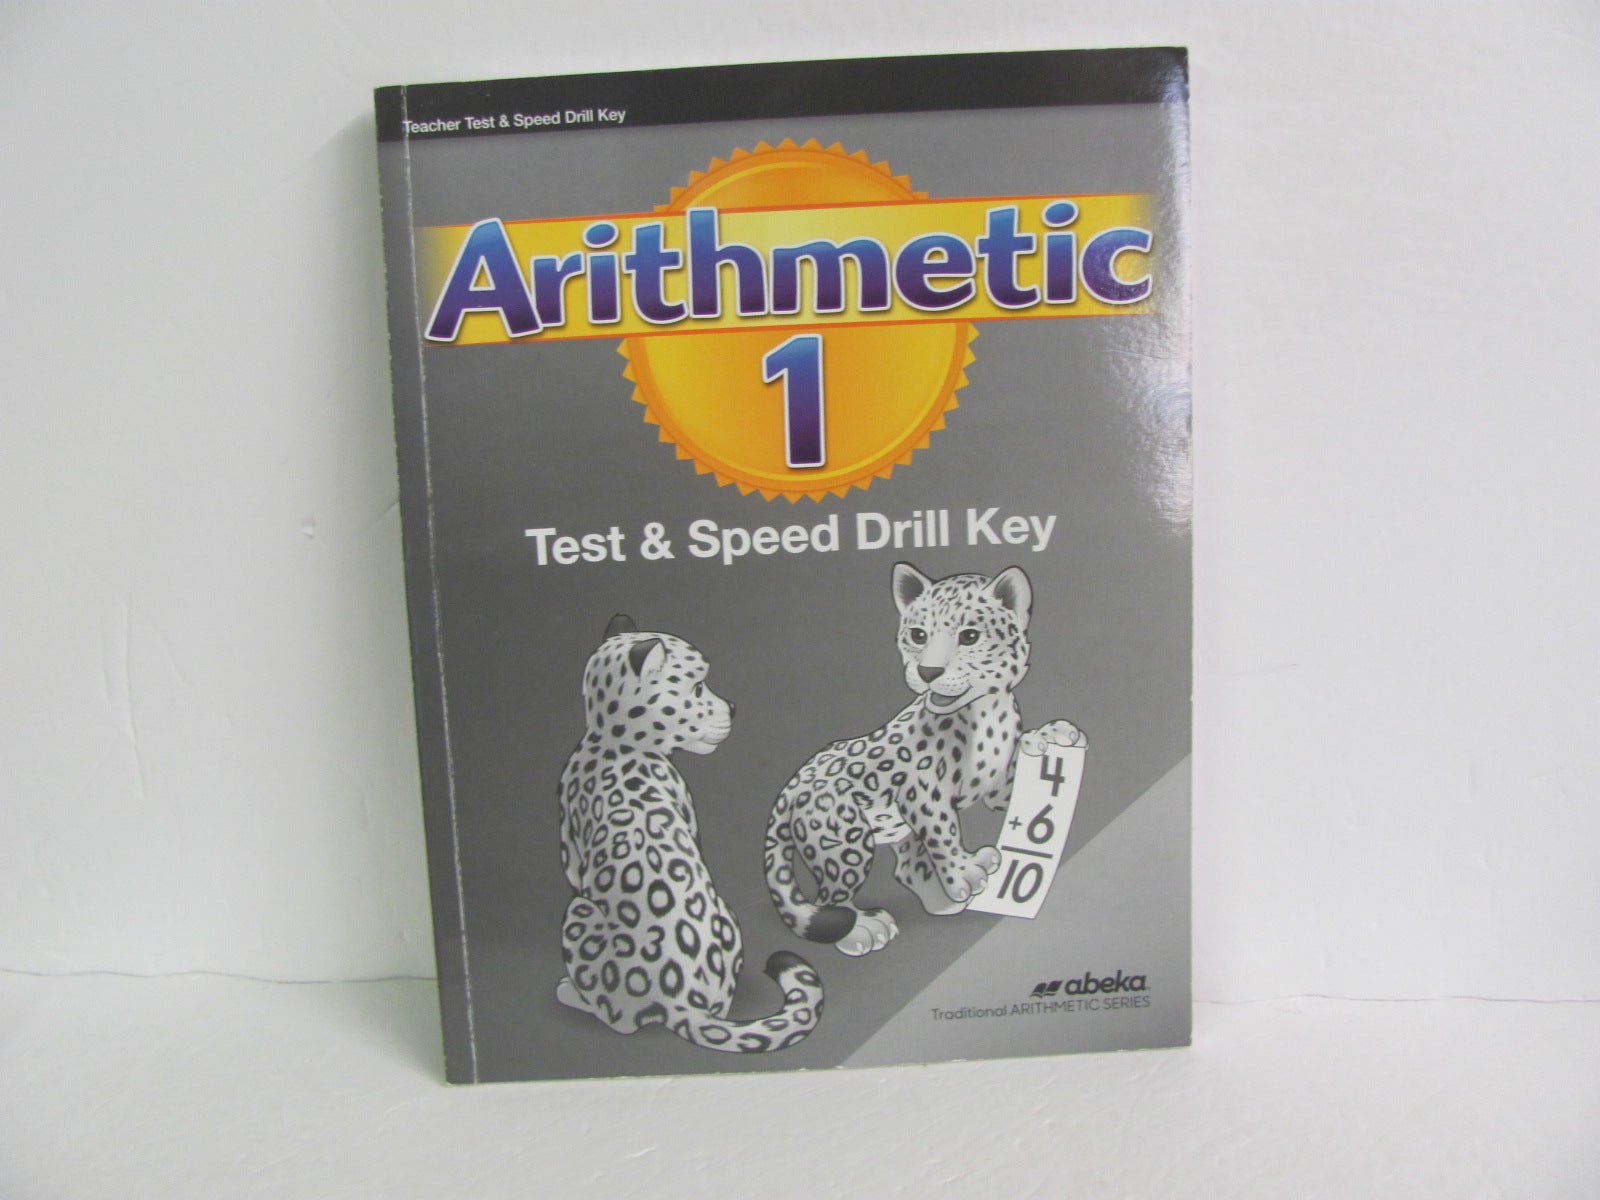 Teacher Test & Speed Drill Key
Arithmetic
1
Test & Speed Drill Key
4
+6
10
abeka
Traditional ARITHMETIC SERIES